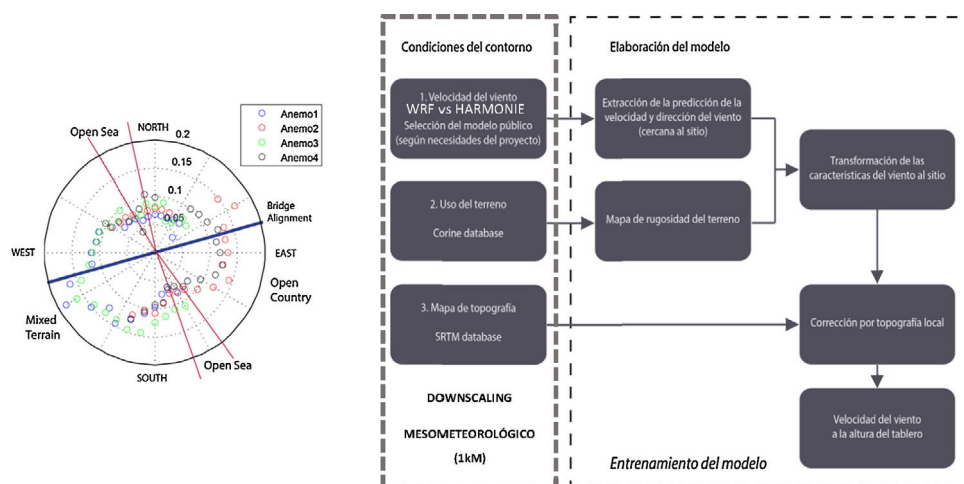 Anemo1
Anemo2
Anemo3
Anemo4
Open Sea
NORTH
0.2
0.15
0.1
0.05
Bridge
Alignment
WEST
EAST
Open
Country
Mixed
Terrain
Open Sea
SOUTH
Condiciones del contorno
1. Velocidad del viento
WRF vs HARMONIE
Selección del modelo público
(según necesidades del proyecto)
2. Uso del terreno
Corine database
3. Mapa de topografía
SRTM database
DOWNSCALING
MESOMETEOROLÓGICO
(1kM)
Elaboración del modelo
Extracción de la predicción de la
velocidad y dirección del viento
(cercana al sitio)
Mapa de rugosidad del terreno
Transformación de las
características del viento al sitio
Corrección por topografía local
Velocidad del viento
a la altura del tablero
Entrenamiento del modelo